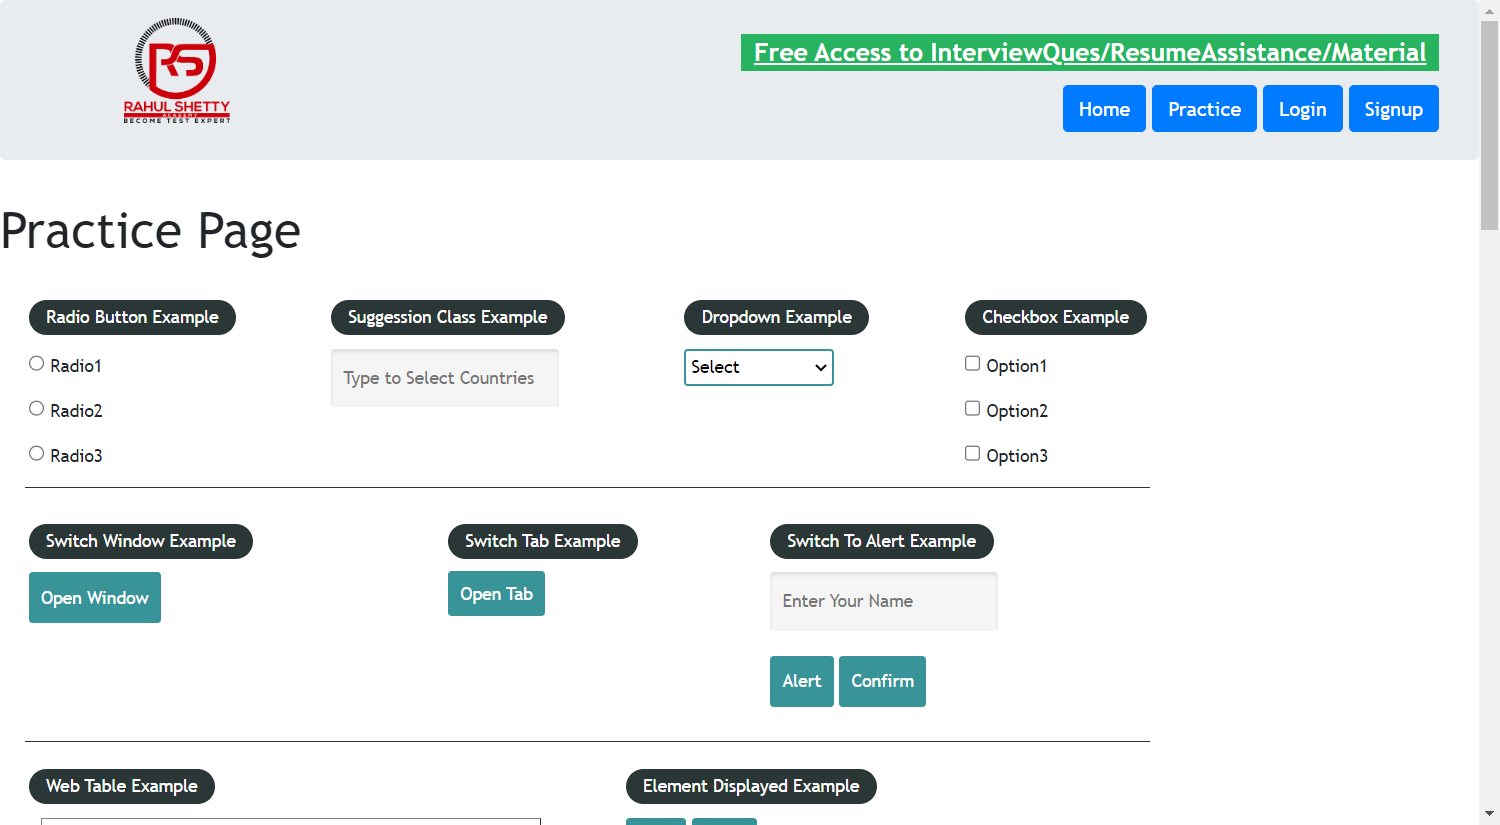 RS
RAHUL SHETTY
ACADEMY
BECOME TEST EXPERT
Free Access to InterviewQues/ResumeAssistance/Material
Home Practice Login Signup
Practice Page
Radio Button Example
Radio1
Radio2
Radio3
Suggession Class Example
Type to Select Countries
Dropdown Example
Select
Checkbox Example
Option1
Option2
Option3
Switch Window Example
Open Window
Switch Tab Example
Open Tab
Switch To Alert Example
Enter Your Name
Alert Confirm
Web Table Example
Element Displayed Example